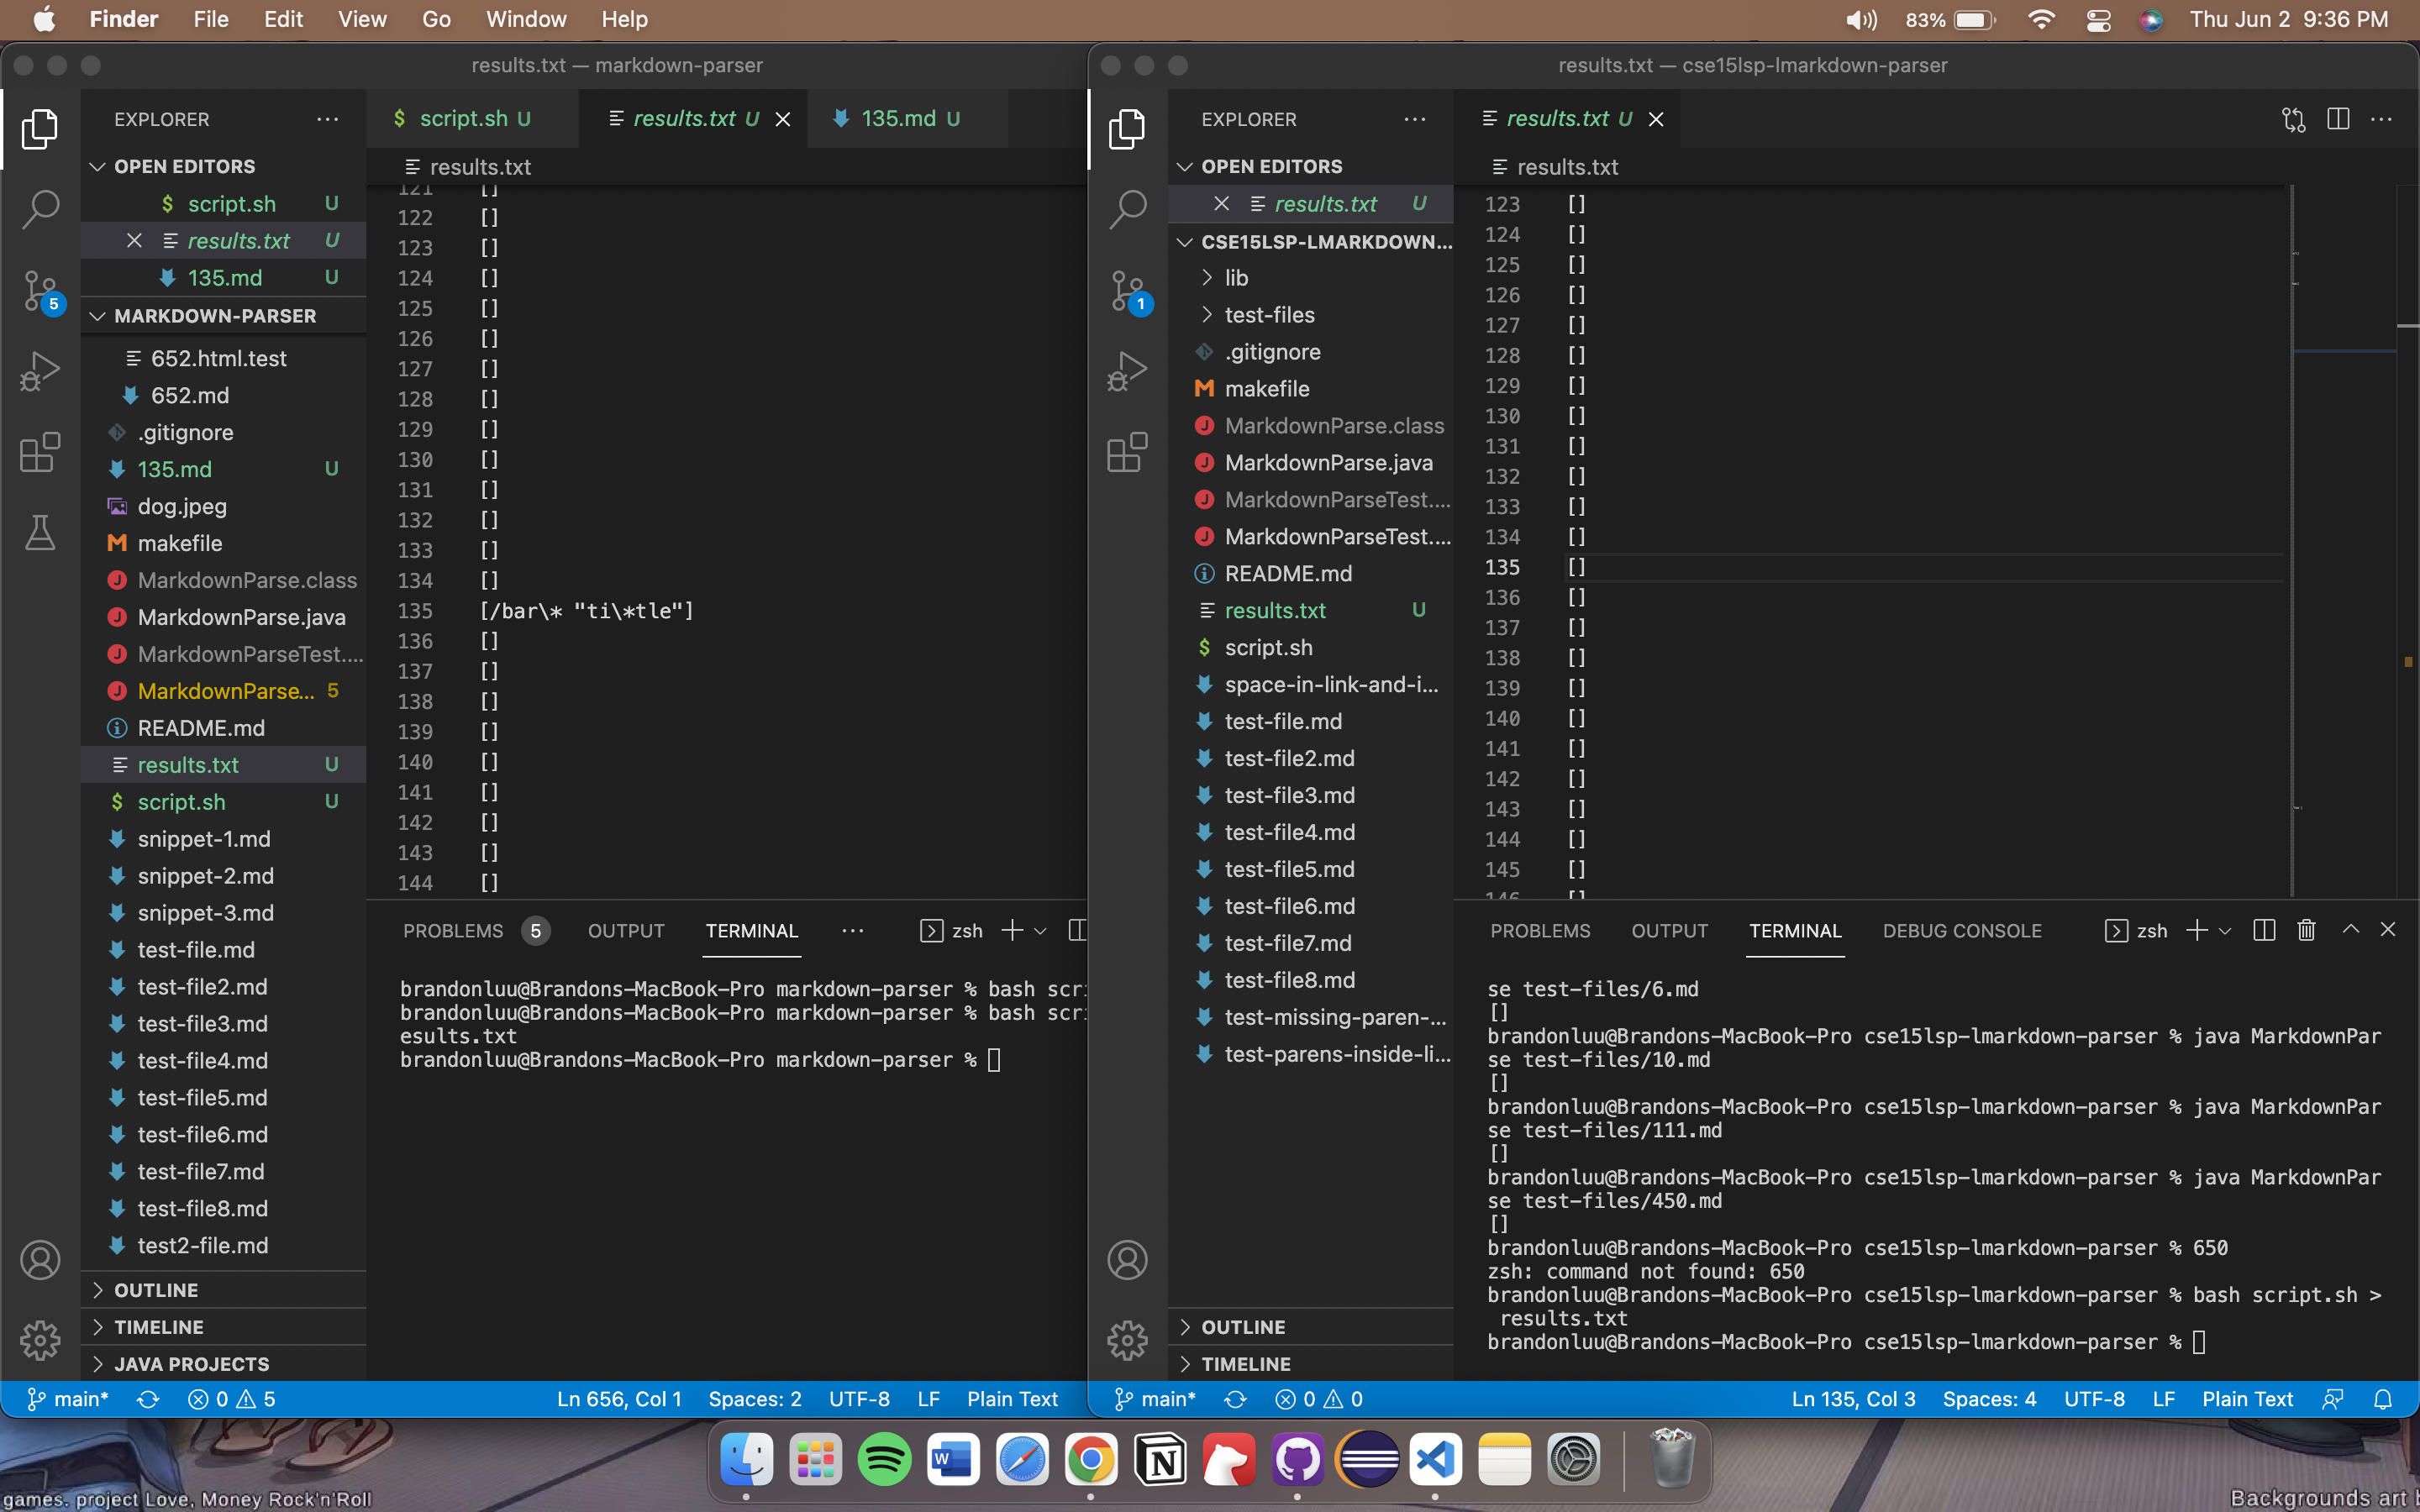 Finder File Edit View Go Window Help 83% Thu Jun 2 9:36 PM
results.txt — markdown-parser
EXPLORER
OPEN EDITORS
$ script.sh U
results.txt U
135.md U
MARKDOWN-PARSER
652.html.test
652.md
.gitignore
135.md U
dog.jpeg
makefile
MarkdownParse.class
MarkdownParse.java
MarkdownParseTest....
MarkdownParse... 5
README.md
results.txt U
$ script.sh U
snippet-1.md
snippet-2.md
snippet-3.md
test-file.md
test-file2.md
test-file3.md
test-file4.md
test-file5.md
test-file6.md
test-file7.md
test-file8.md
test2-file.md
OUTLINE
TIMELINE
JAVA PROJECTS
5
$ script.sh U results.txt U 135.md U
results.txt
121 []
122 []
123 []
124 []
125 []
126 []
127 []
128 []
129 []
130 []
131 []
132 []
133 []
134 []
135 [/bar\* "ti\*tle"]
136 []
137 []
138 []
139 []
140 []
141 []
142 []
143 []
144 []
PROBLEMS 5 OUTPUT TERMINAL zsh
brandonluu@Brandons-MacBook-Pro markdown-parser % bash scri
brandonluu@Brandons-MacBook-Pro markdown-parser % bash scri
esults.txt
brandonluu@Brandons-MacBook-Pro markdown-parser %
main* 0 5 Ln 656, Col 1 Spaces: 2 UTF-8 LF Plain Text
results.txt — cse15lsp-lmarkdown-parser
EXPLORER
OPEN EDITORS
results.txt U
CSE15LSP-LMARKDOWN...
lib
test-files
.gitignore
makefile
MarkdownParse.class
MarkdownParse.java
MarkdownParseTest....
MarkdownParseTest....
README.md
results.txt U
$ script.sh
space-in-link-and-i...
test-file.md
test-file2.md
test-file3.md
test-file4.md
test-file5.md
test-file6.md
test-file7.md
test-file8.md
test-missing-paren-...
test-parens-inside-li...
OUTLINE
TIMELINE
1
results.txt U
results.txt
123 []
124 []
125 []
126 []
127 []
128 []
129 []
130 []
131 []
132 []
133 []
134 []
135 []
136 []
137 []
138 []
139 []
140 []
141 []
142 []
143 []
144 []
145 []
146 []
PROBLEMS OUTPUT TERMINAL DEBUG CONSOLE zsh
se test-files/6.md
[]
brandonluu@Brandons-MacBook-Pro cse15lsp-lmarkdown-parser % java MarkdownPar
se test-files/10.md
[]
brandonluu@Brandons-MacBook-Pro cse15lsp-lmarkdown-parser % java MarkdownPar
se test-files/111.md
[]
brandonluu@Brandons-MacBook-Pro cse15lsp-lmarkdown-parser % java MarkdownPar
se test-files/450.md
[]
brandonluu@Brandons-MacBook-Pro cse15lsp-lmarkdown-parser % 650
zsh: command not found: 650
brandonluu@Brandons-MacBook-Pro cse15lsp-lmarkdown-parser % bash script.sh >
results.txt
brandonluu@Brandons-MacBook-Pro cse15lsp-lmarkdown-parser %
main* 0 0 Ln 135, Col 3 Spaces: 4 UTF-8 LF Plain Text
games. project Love, Money Rock'n'Roll
Backgrounds art